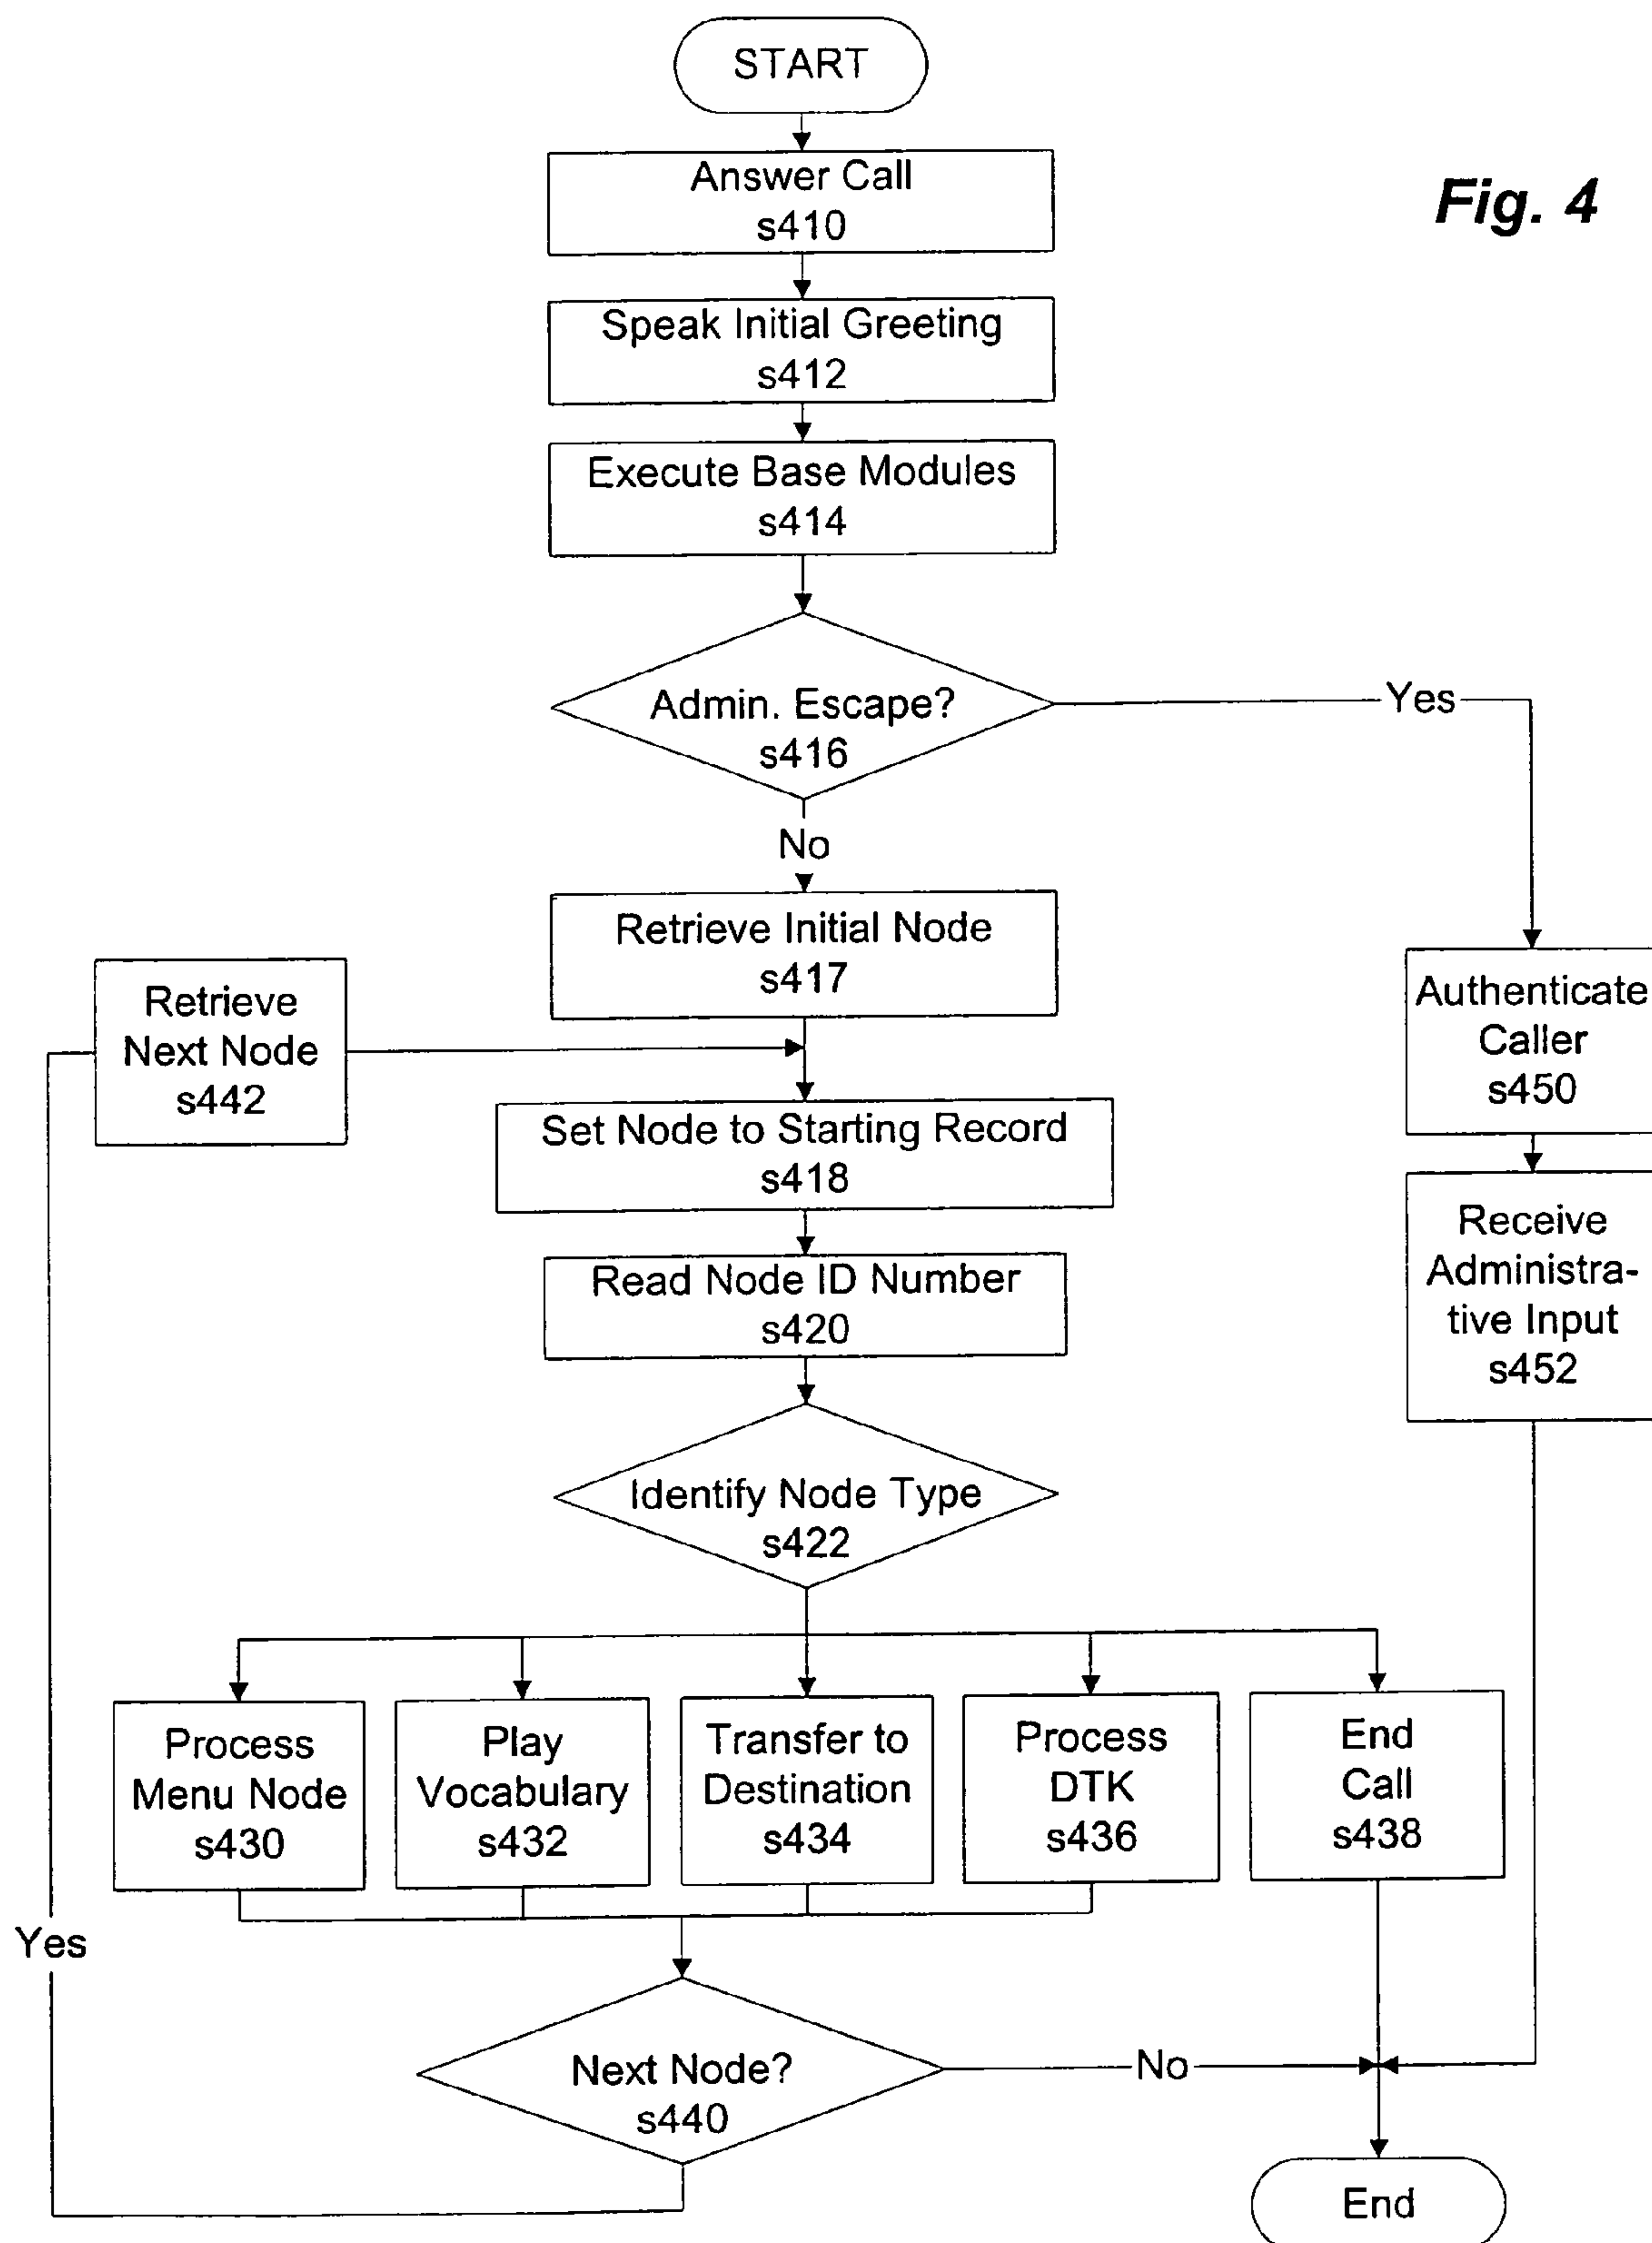 START
Answer Call
s410
Fig. 4
Speak Initial Greeting
s412
Execute Base Modules
s414
Admin. Escape?
s416
Yes
No
Retrieve Initial Node
s417
Retrieve
Next Node
s442
Authenticate
Caller
s450
Set Node to Starting Record
s418
Receive
Administra-
tive Input
s452
Read Node ID Number
s420
Identify Node Type
s422
Process
Menu Node
s430
Play
Vocabulary
s432
Transfer to
Destination
s434
Process
DTK
s436
End
Call
s438
Yes
Next Node?
s440
No
End